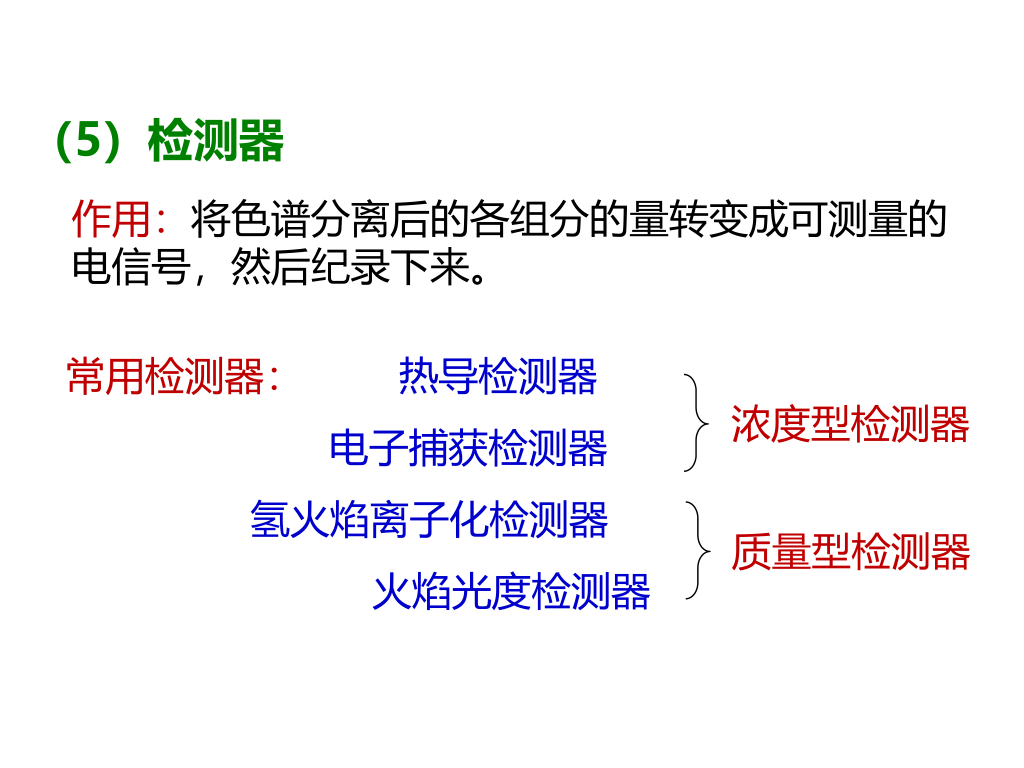 (5）检测器
作用：将色谱分离后的各组分的量转变成可测量的
电信号，然后纪录下来。
常用检测器： 热导检测器
浓度型检测器
电子捕获检测器
氢火焰离子化检测器
质量型检测器
火焰光度检测器